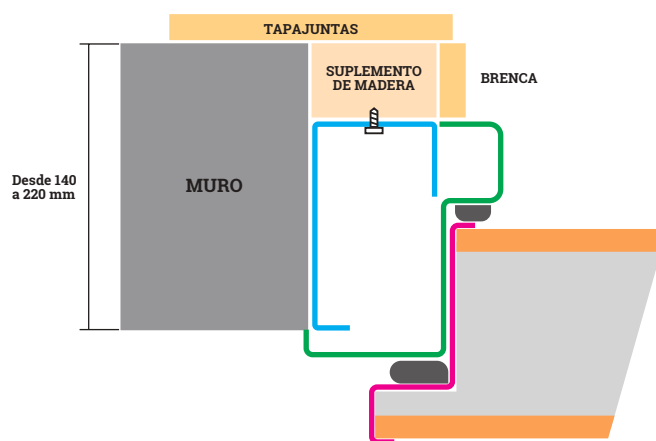 TAPAJUNTAS
SUPLEMENTO
DE MADERA
BRENCA
Desde 140
a 220 mm
MURO